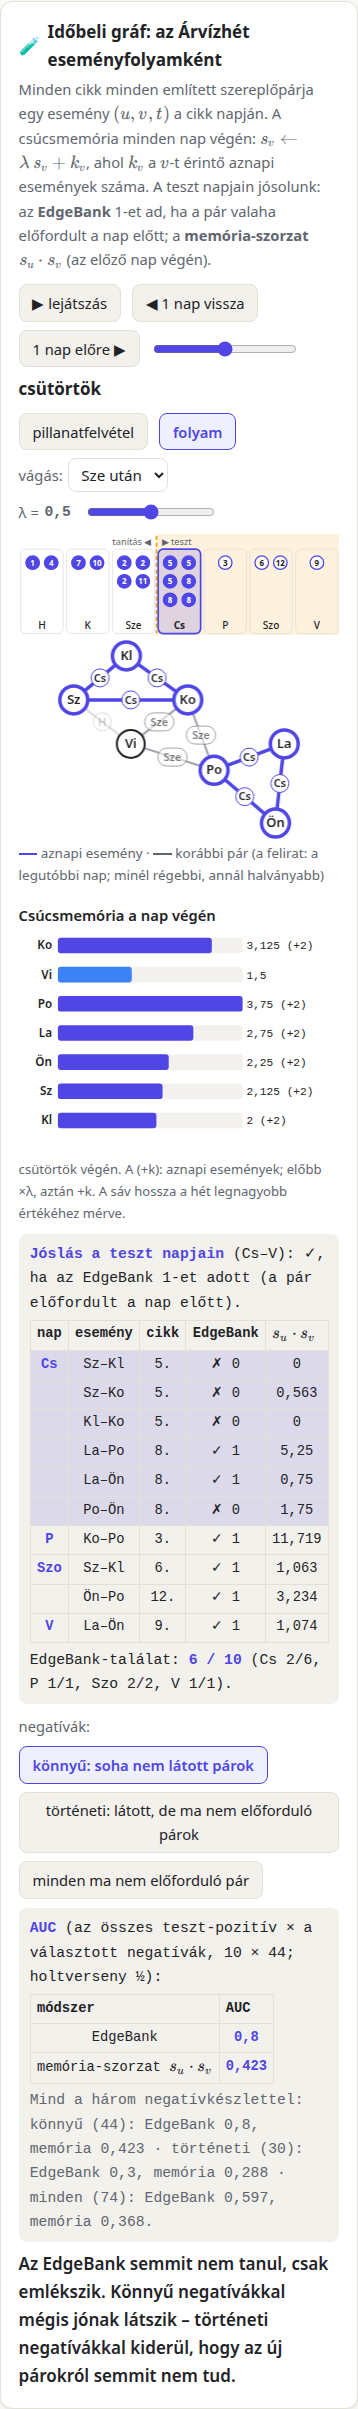 🧪 Időbeli gráf: az Árvízhét
eseményfolyamként
Minden cikk minden említett szereplőpárja
egy esemény (u, v, t) a cikk napján. A
csúcsmemória minden nap végén: s_v ←
λ s_v + k_v, ahol k_v a v-t érintő aznapi
események száma. A teszt napjain jósolunk:
az EdgeBank 1-et ad, ha a pár valaha
előfordult a nap előtt; a memória-szorzat
s_u · s_v (az előző nap végén).
▶ lejátszás ◀ 1 nap vissza
1 nap előre ▶
csütörtök
pillanatfelvétel folyam
vágás: Sze után
λ = 0,5
tanítás ◀ ▶ teszt
1 4 7 10 2 2 5 5 3 6 12 9
2 11 5 8
8 8
H K Sze Cs P Szo V
Kl
Cs Cs
Sz Cs Ko
H Sze
Vi Sze La
Sze Cs
Po
Cs
Cs
Ön
— aznapi esemény · — korábbi pár (a felirat: a
legutóbbi nap; minél régebbi, annál halványabb)
Csúcsmemória a nap végén
Ko 3,125 (+2)
Vi 1,5
Po 3,75 (+2)
La 2,75 (+2)
Ön 2,25 (+2)
Sz 2,125 (+2)
Kl 2 (+2)
csütörtök végén. A (+k): aznapi események; előbb
×λ, aztán +k. A sáv hossza a hét legnagyobb
értékéhez mérve.
Jóslás a teszt napjain (Cs–V): ✓,
ha az EdgeBank 1-et adott (a pár
előfordult a nap előtt).
nap esemény cikk EdgeBank s_u · s_v
Cs Sz–Kl 5. ✗ 0 0
Sz–Ko 5. ✗ 0 0,563
Kl–Ko 5. ✗ 0 0
La–Po 8. ✓ 1 5,25
La–Ön 8. ✓ 1 0,75
Po–Ön 8. ✗ 0 1,75
P Ko–Po 3. ✓ 1 11,719
Szo Sz–Kl 6. ✓ 1 1,063
Ön–Po 12. ✓ 1 3,234
V La–Ön 9. ✓ 1 1,074
EdgeBank-találat: 6 / 10 (Cs 2/6,
P 1/1, Szo 2/2, V 1/1).
negatívák:
könnyű: soha nem látott párok
történeti: látott, de ma nem előforduló
párok
minden ma nem előforduló pár
AUC (az összes teszt-pozitív × a
választott negatívák, 10 × 44;
holtverseny ½):
módszer AUC
EdgeBank 0,8
memória-szorzat s_u · s_v 0,423
Mind a három negatívkészlettel:
könnyű (44): EdgeBank 0,8,
memória 0,423 · történeti (30):
EdgeBank 0,3, memória 0,288 ·
minden (74): EdgeBank 0,597,
memória 0,368.
Az EdgeBank semmit nem tanul, csak
emlékszik. Könnyű negatívákkal
mégis jónak látszik – történeti
negatívákkal kiderül, hogy az új
párokról semmit nem tud.